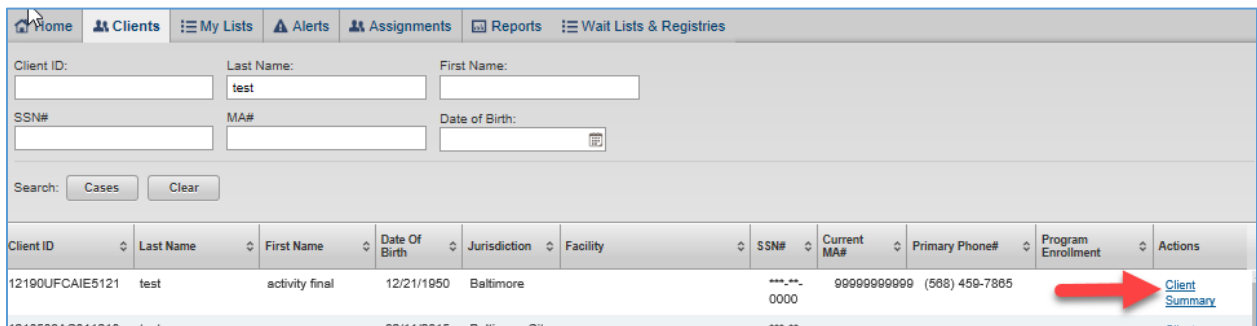 Home Clients My Lists Alerts Assignments Reports Wait Lists & Registries
Client ID: Last Name: First Name:
test
SSN# MA# Date of Birth:
Search: Cases Clear
Client ID Last Name First Name Date Of Birth Jurisdiction Facility SSN# Current MA# Primary Phone# Program Enrollment Actions
12190UFCAIE5121 test activity final 12/21/1950 Baltimore ***-**-0000 99999999999 (568) 459-7865 Client Summary